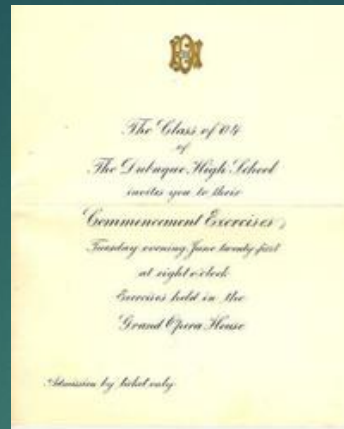 The Class of '04
of
The Dubuque High School
invites you to their
Commencement Exercises,
Tuesday evening June twenty-first
at eight o'clock
Exercises held in the
Grand Opera House
Admission by ticket only